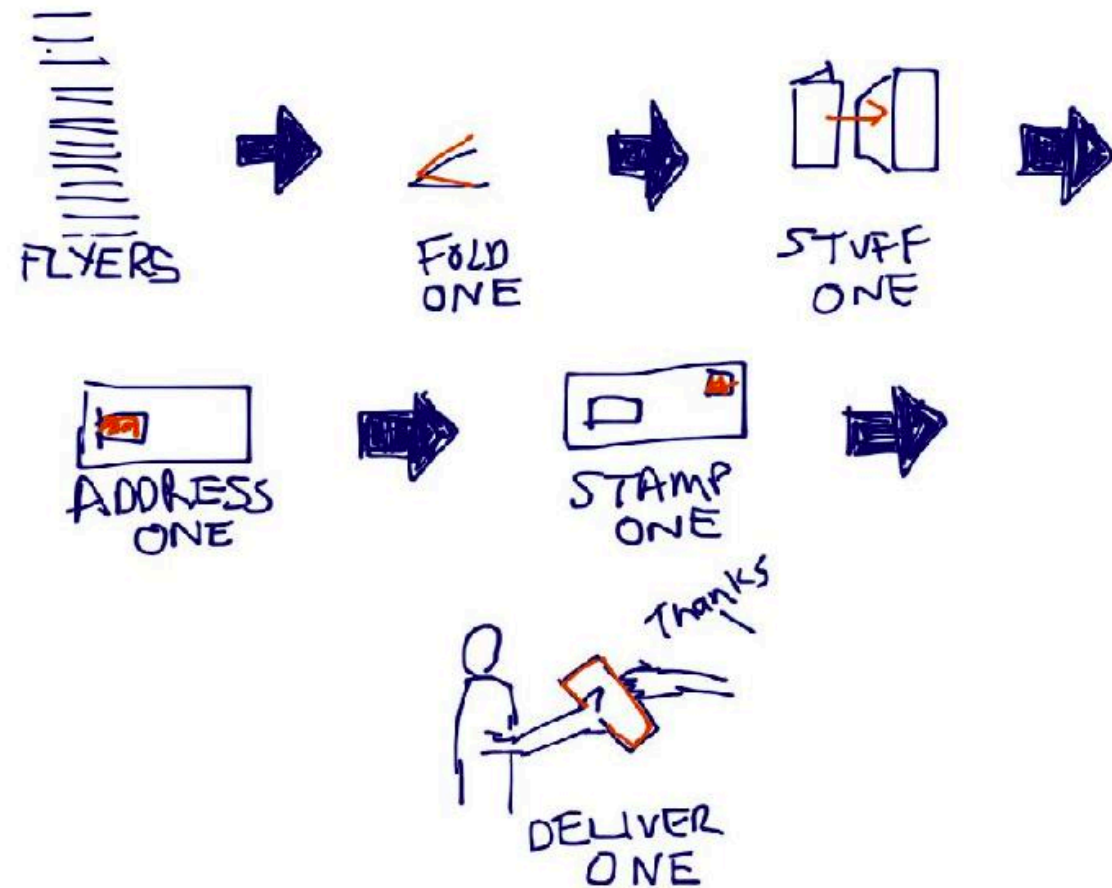 FLYERS
FOLD
ONE
STUFF
ONE
ADDRESS
ONE
STAMP
ONE
Thanks
DELIVER
ONE